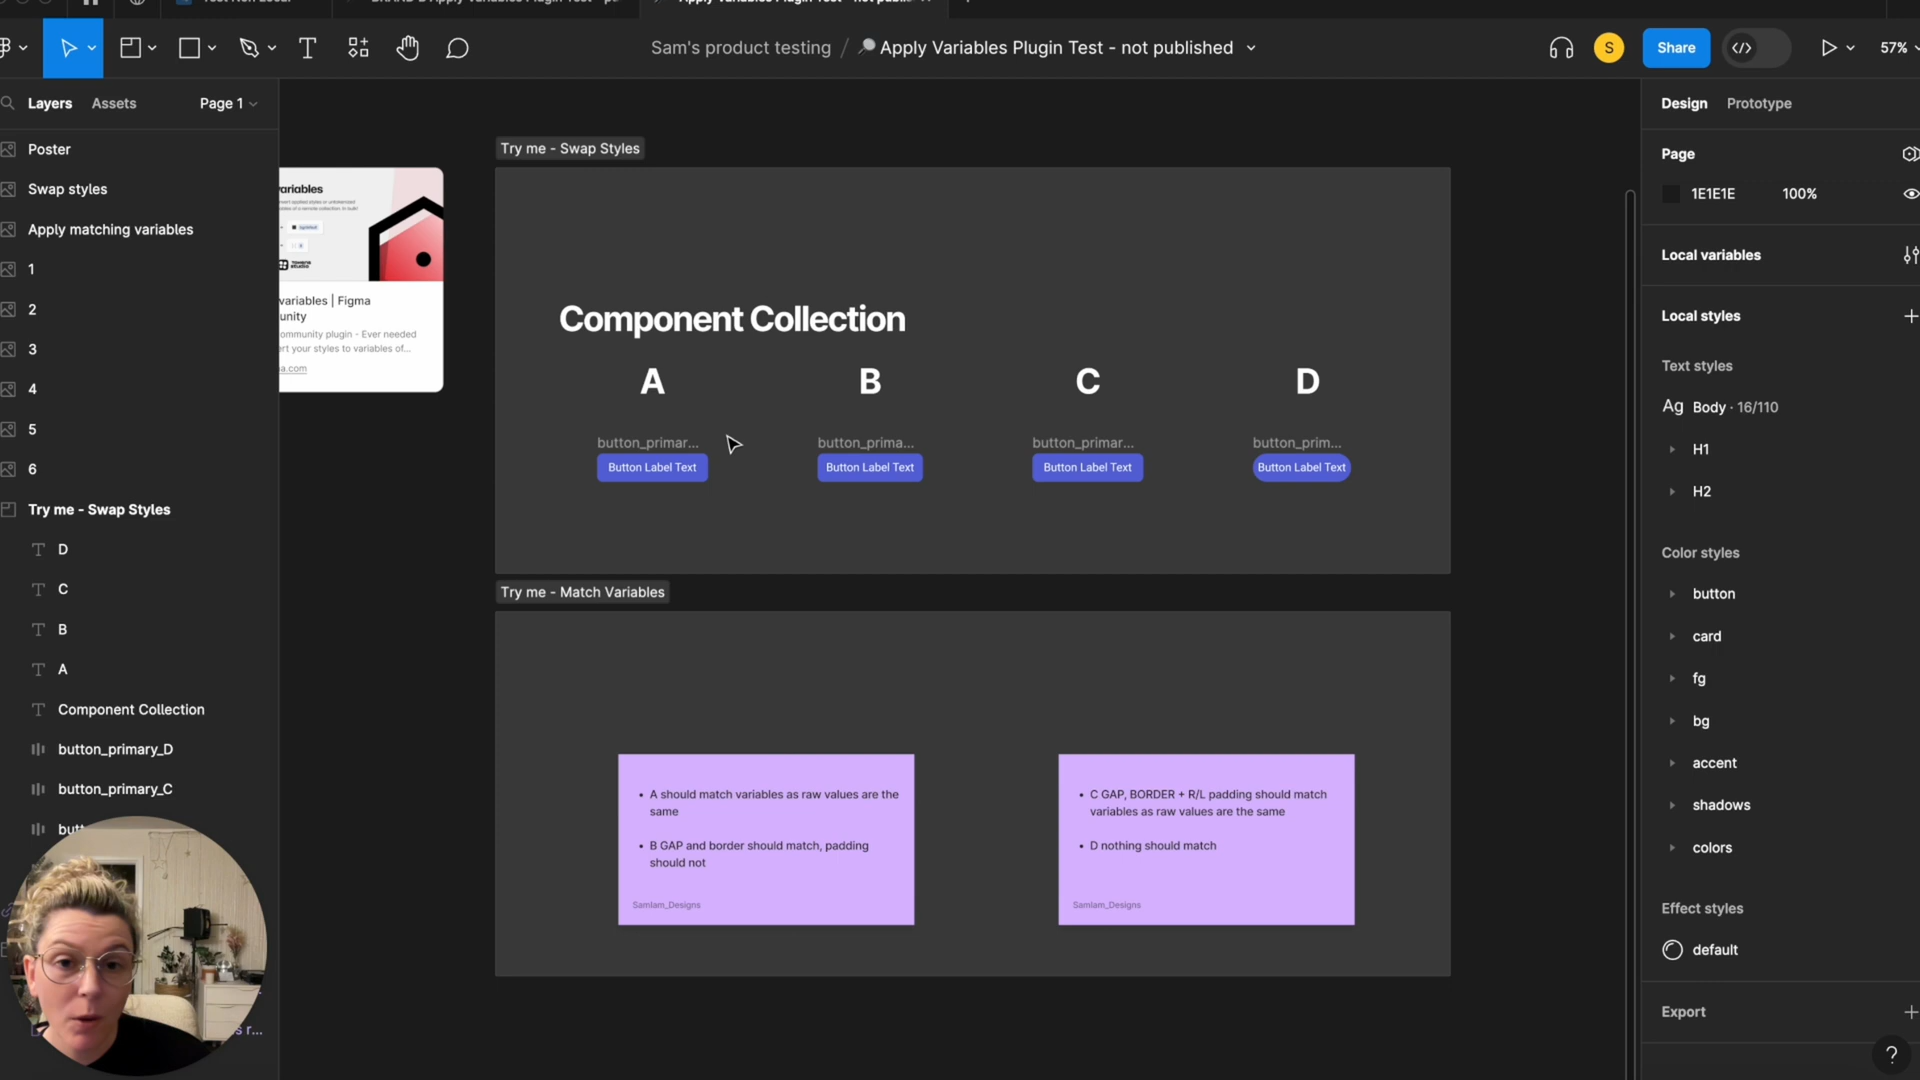 Sam's product testing / Apply Variables Plugin Test - not published
S
Share
57%
Layers
Assets
Page 1
Poster
Swap styles
Apply matching variables
1
2
3
4
5
6
Try me - Swap Styles
D
C
B
A
Component Collection
button_primary_D
button_primary_C
variables | Figma
Try me - Swap Styles
Component Collection
A
B
C
D
button_primar...
button_prima...
button_primar...
button_prim...
Button Label Text
Button Label Text
Button Label Text
Button Label Text
Try me - Match Variables
• A should match variables as raw values are the
same
• B GAP and border should match, padding
should not
SamIam_Designs
• C GAP, BORDER + R/L padding should match
variables as raw values are the same
• D nothing should match
SamIam_Designs
Design
Prototype
Page
1E1E1E
100%
Local variables
Local styles
Text styles
Ag Body · 16/110
H1
H2
Color styles
button
card
fg
bg
accent
shadows
colors
Effect styles
default
Export
?